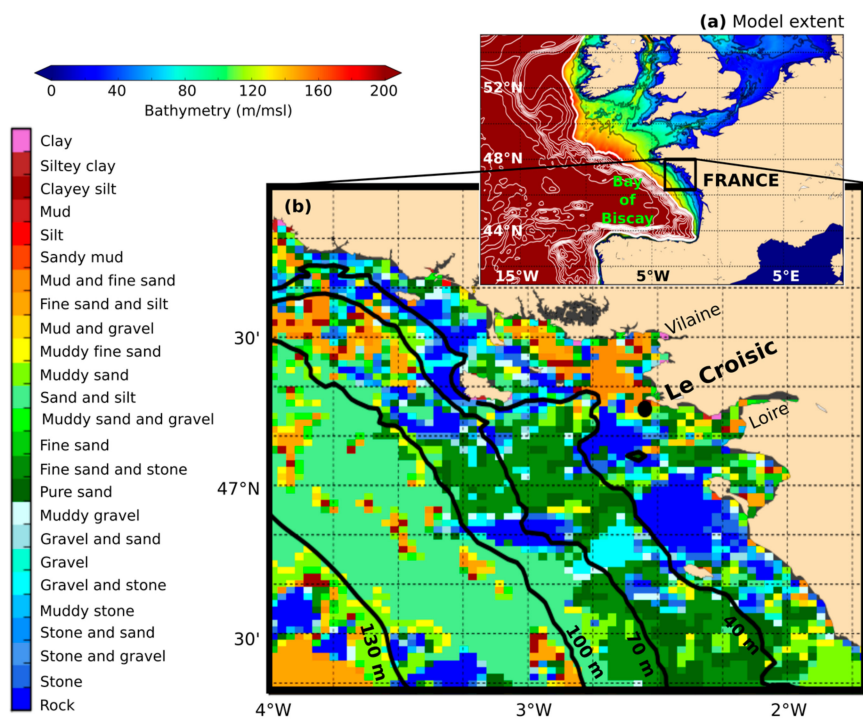 (a) Model extent
0 40 80 120 160 200
Bathymetry (m/msl)
52°N
48°N
44°N
15°W 5°W 5°E
Bay
of
Biscay
FRANCE
Clay
Siltey clay
Clayey silt
Mud
Silt
Sandy mud
Mud and fine sand
Fine sand and silt
Mud and gravel
Muddy fine sand
Muddy sand
Sand and silt
Muddy sand and gravel
Fine sand
Fine sand and stone
Pure sand
Muddy gravel
Gravel and sand
Gravel
Gravel and stone
Muddy stone
Stone and sand
Stone and gravel
Stone
Rock
(b)
Vilaine
Le Croisic
Loire
30'
47°N
30'
130 m
100 m
70 m
40 m
4°W 3°W 2°W